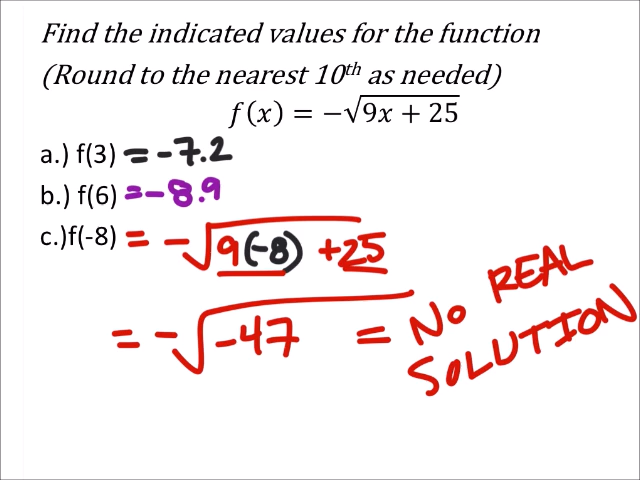 Find the indicated values for the function
(Round to the nearest 10th as needed)
f(x) = −√9x + 25
a.) f(3) = -7.2
b.) f(6) = -8.9
c.)f(-8) = -√9(-8) +25
= -√-47 = NO REAL
SOLUTION